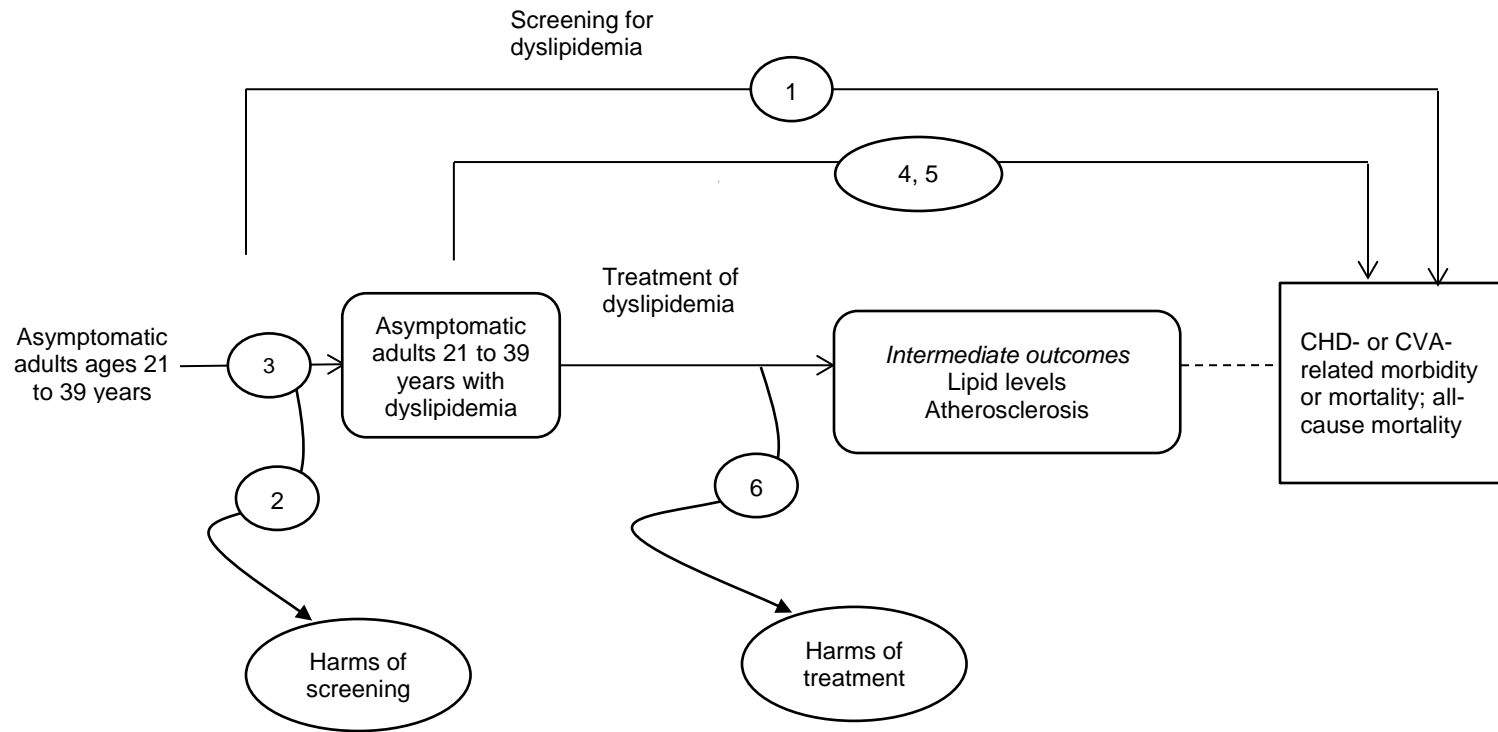 Screening for
dyslipidemia
1
4, 5
Treatment of
dyslipidemia
Asymptomatic
adults ages 21
to 39 years
3
Asymptomatic
adults 21 to 39
years with
dyslipidemia
Intermediate outcomes
Lipid levels
Atherosclerosis
CHD- or CVA-
related morbidity
or mortality; all-
cause mortality
2
6
Harms of
screening
Harms of
treatment